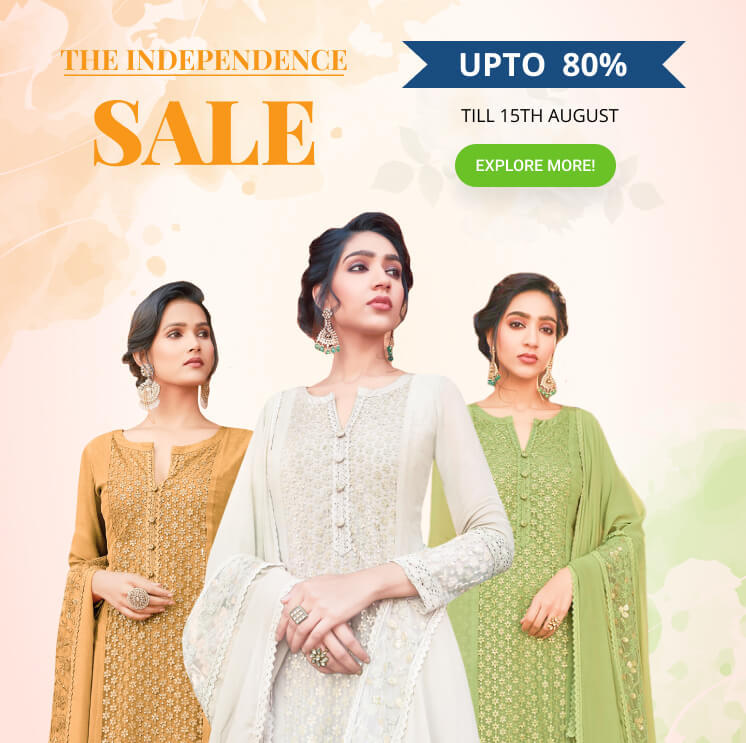 THE INDEPENDENCE
SALE
UPTO 80%
TILL 15TH AUGUST
EXPLORE MORE!